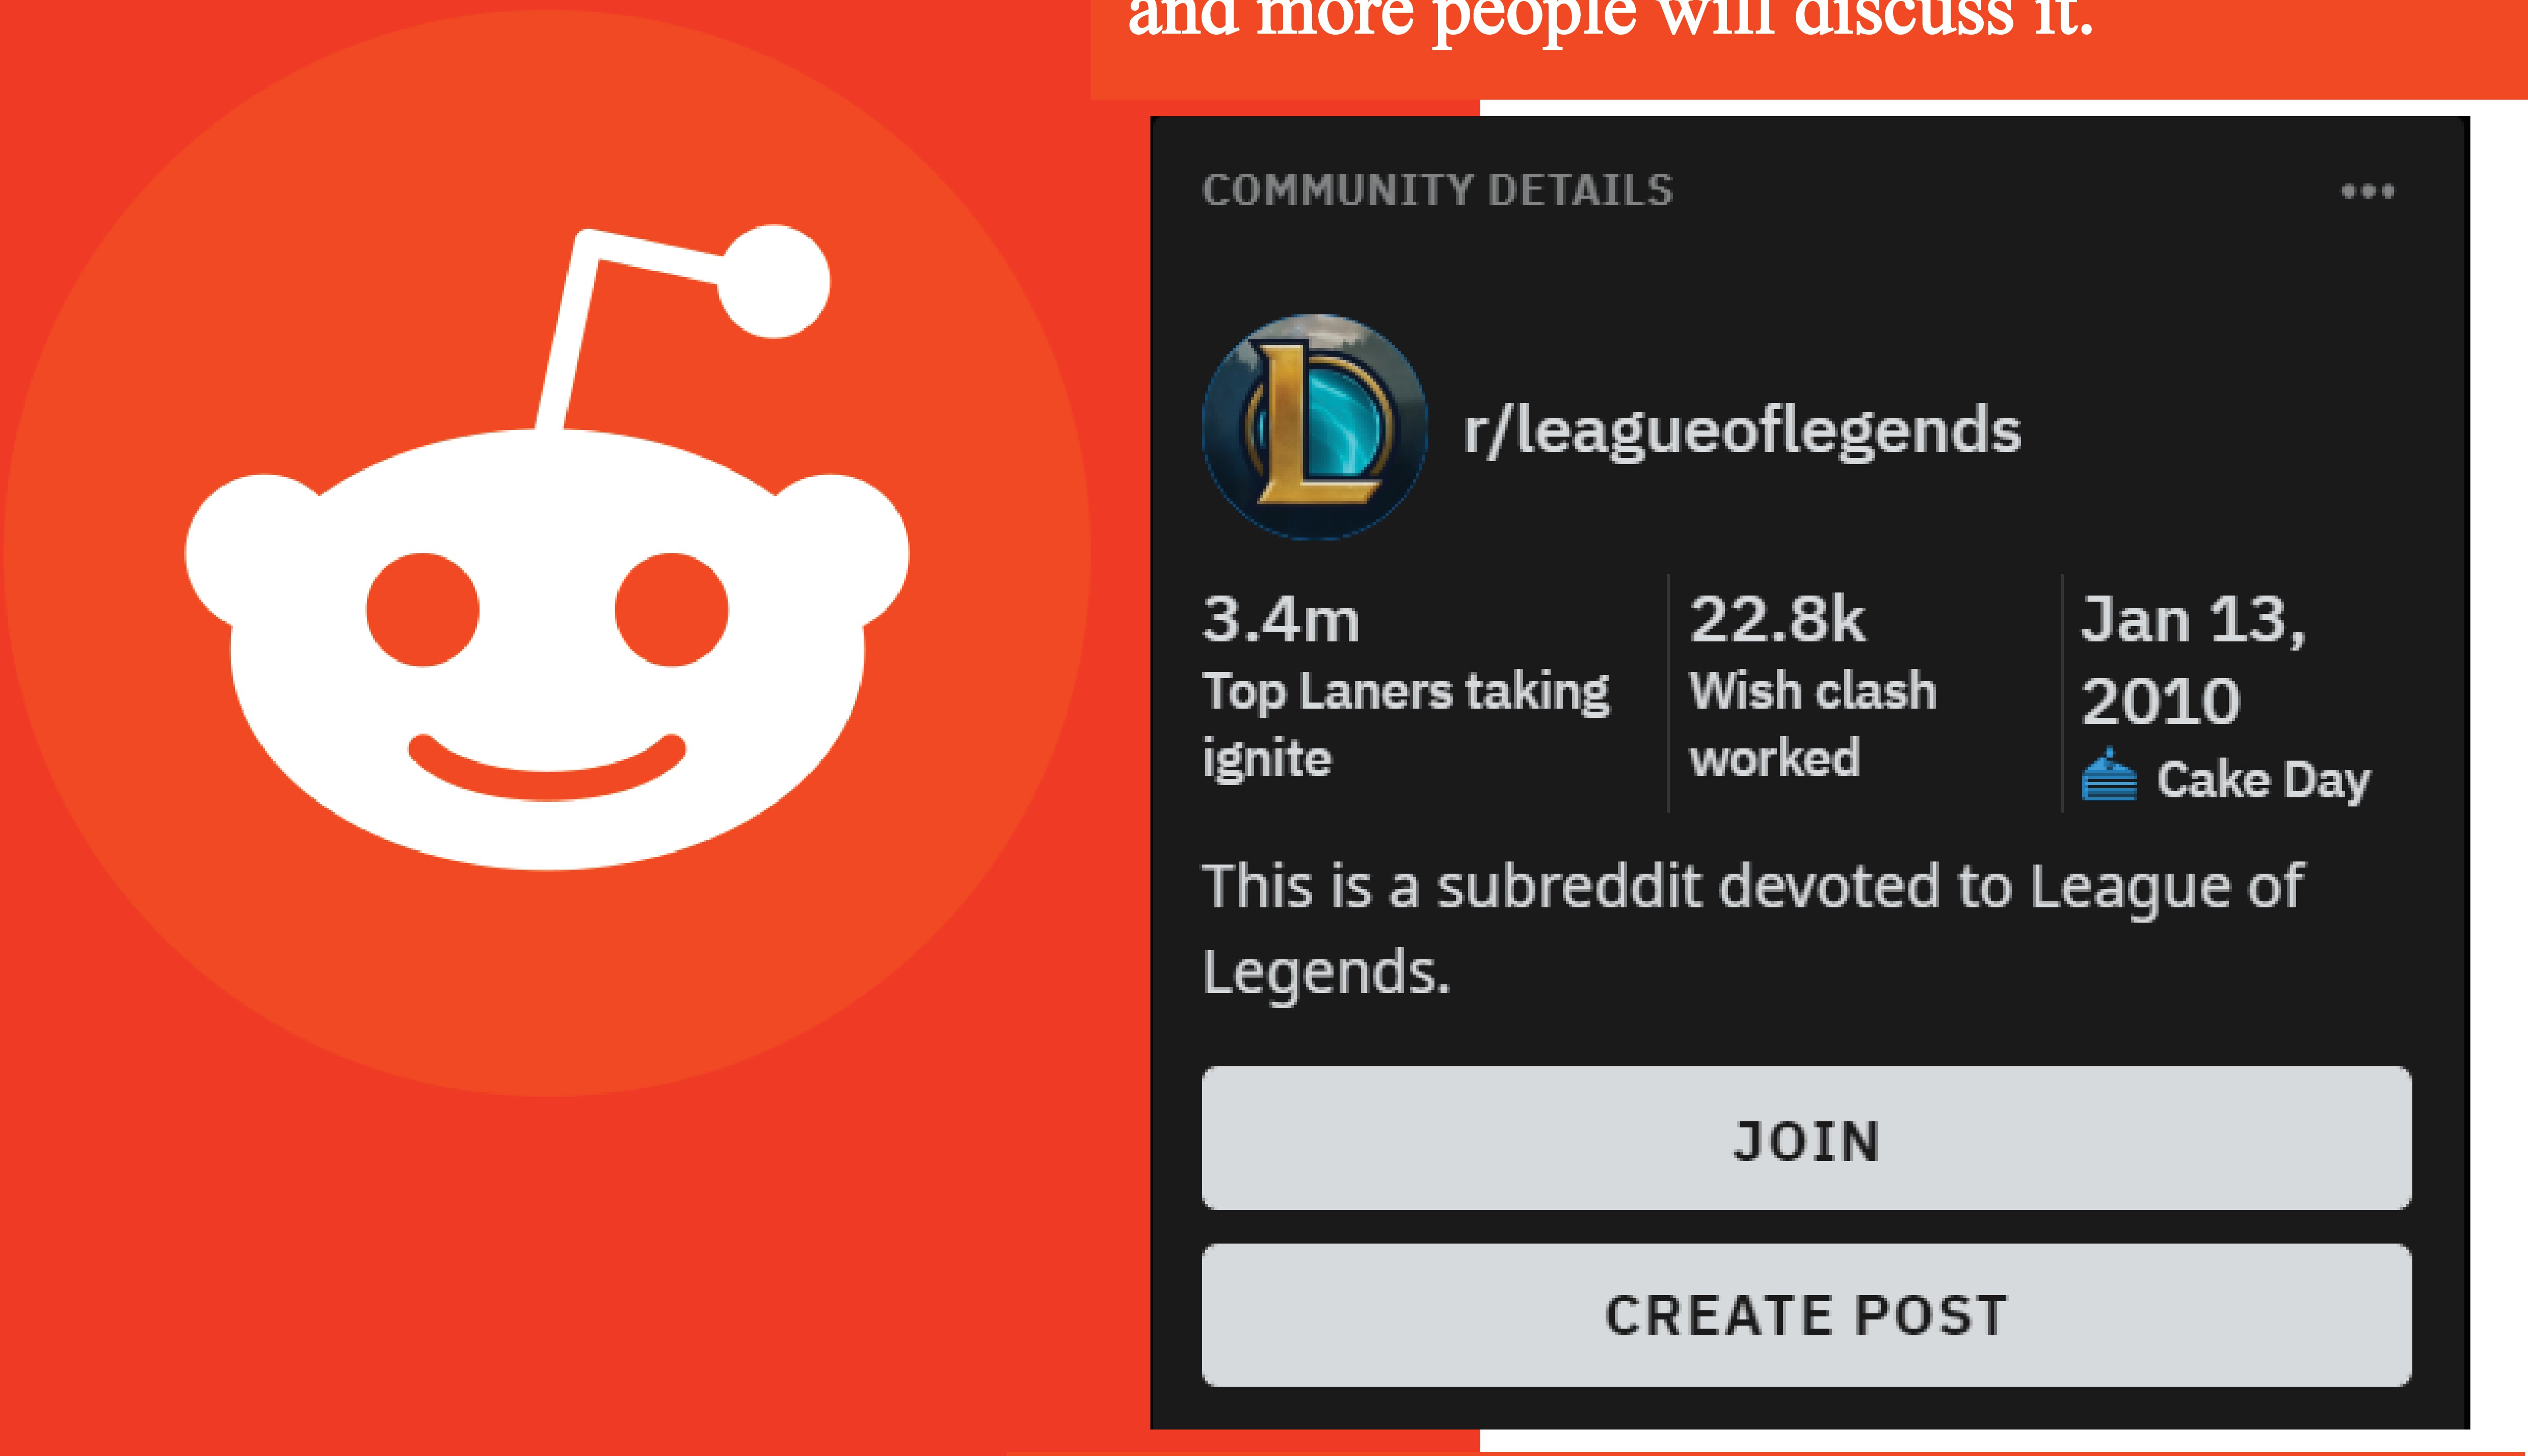 and more people will discuss it.
COMMUNITY DETAILS
r/leagueoflegends
3.4m
Top Laners taking
ignite
22.8k
Wish clash
worked
Jan 13,
2010
Cake Day
This is a subreddit devoted to League of
Legends.
JOIN
CREATE POST